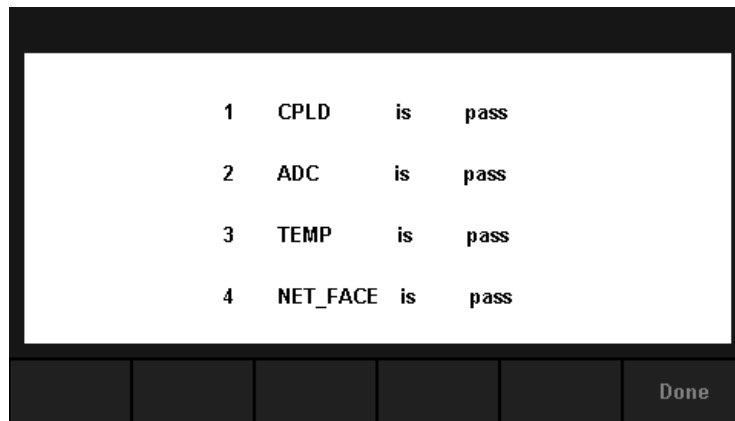 1 CPLD is pass
2 ADC is pass
3 TEMP is pass
4 NET_FACE is pass
Done